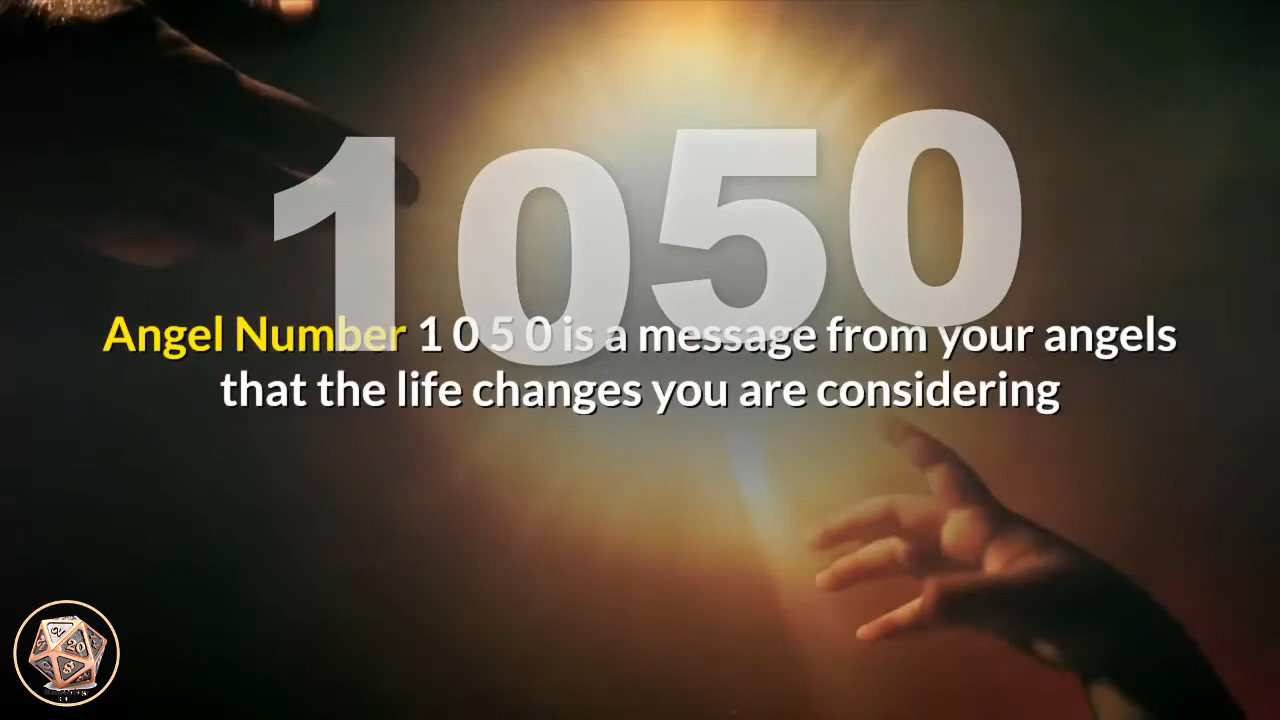 1050
Angel Number 1 0 5 0 is a message from your angels
that the life changes you are considering
20